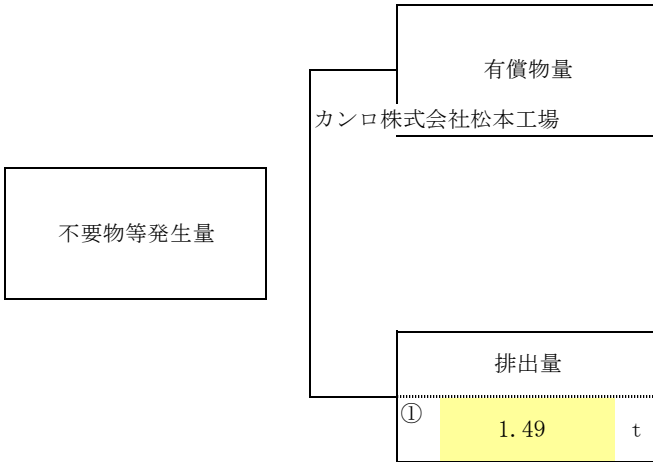 有償物量
カンロ株式会社松本工場
不要物等発生量
排出量
① 1.49 t